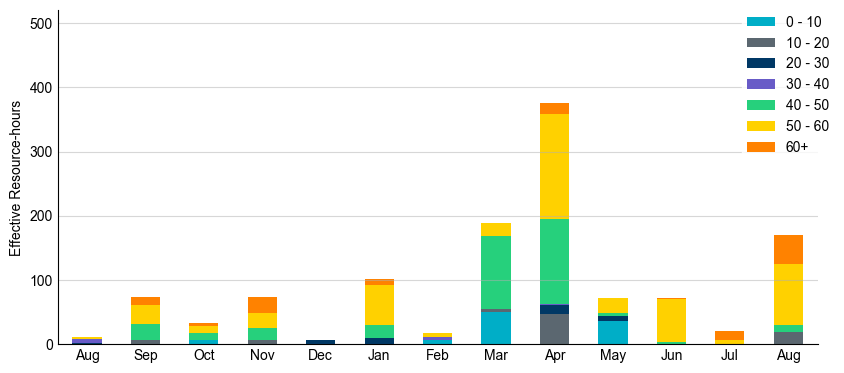 Effective Resource-hours
500
400
300
200
100
0
Aug Sep Oct Nov Dec Jan Feb Mar Apr May Jun Jul Aug
0 - 10
10 - 20
20 - 30
30 - 40
40 - 50
50 - 60
60+